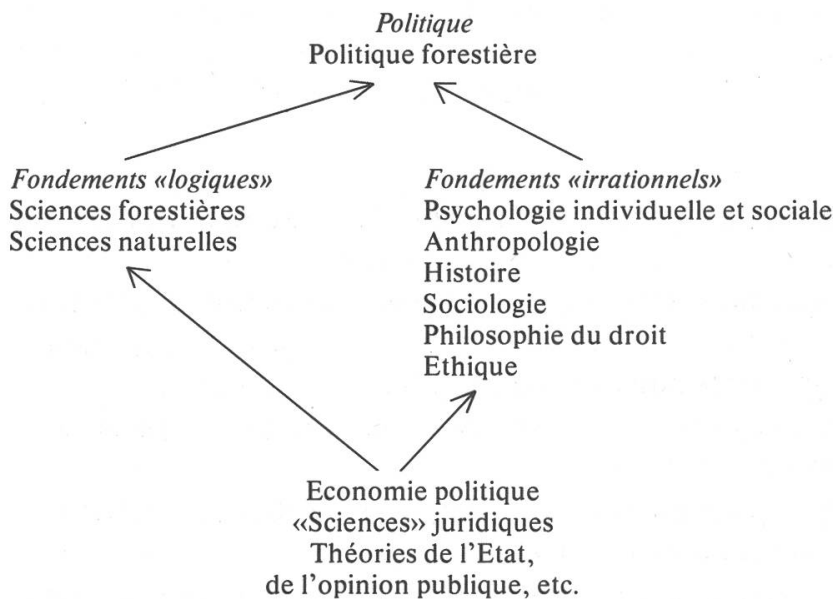 Politique
Politique forestière
Fondements «logiques»
Sciences forestières
Sciences naturelles
Fondements «irrationnels»
Psychologie individuelle et sociale
Anthropologie
Histoire
Sociologie
Philosophie du droit
Ethique
Economie politique
«Sciences» juridiques
Théories de l’Etat,
de l’opinion publique, etc.